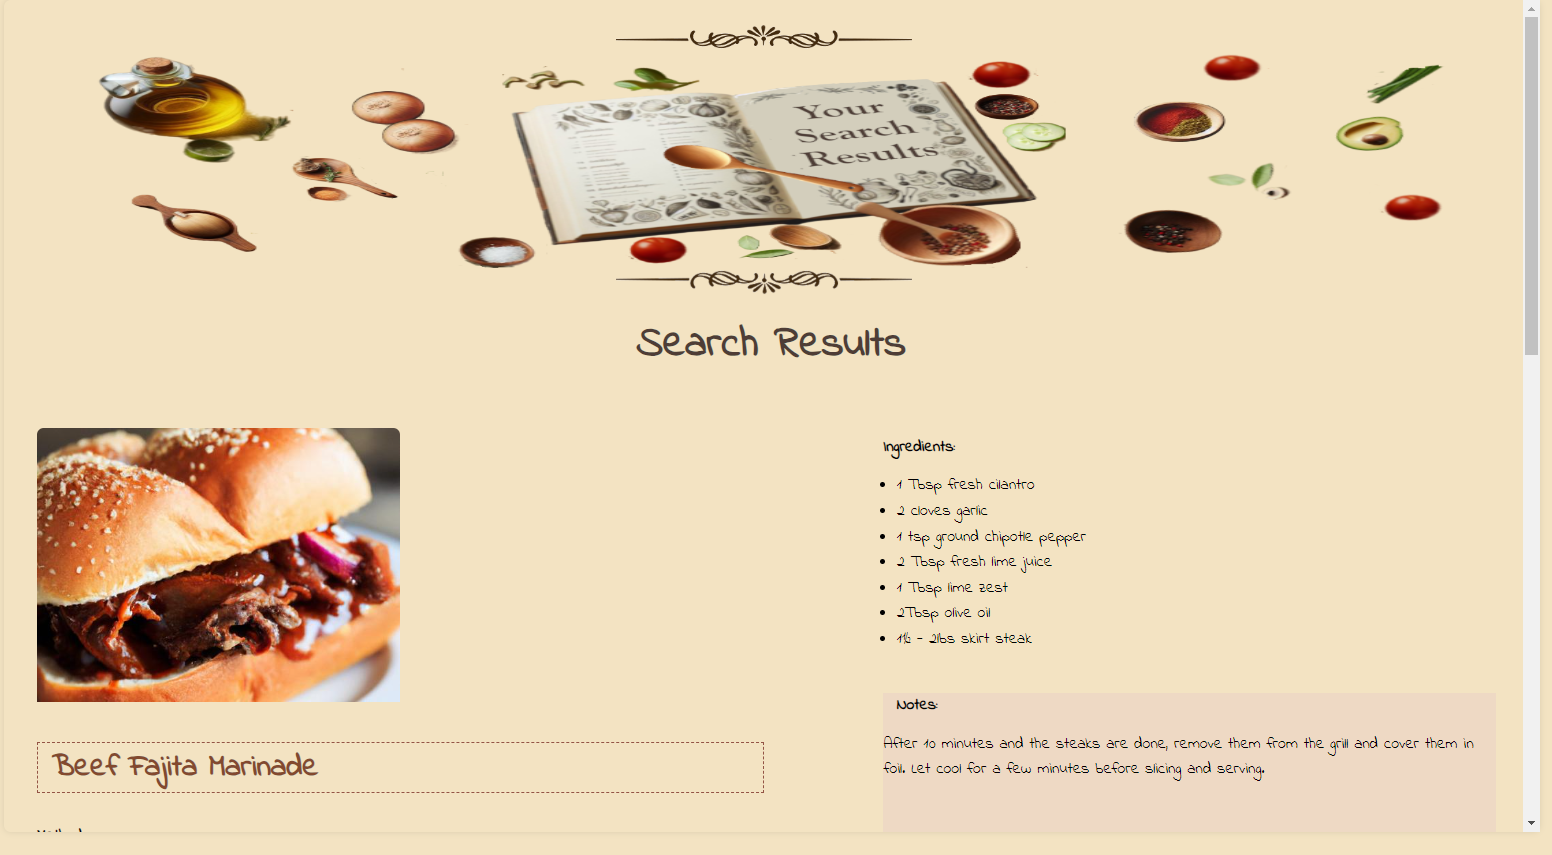 Your
Search
Results
Search Results
Ingredients:
1 Tbsp fresh cilantro
2 cloves garlic
1 tsp ground chipotle pepper
2 Tbsp fresh lime juice
1 Tbsp lime zest
2Tbsp olive oil
1½ - 2lbs skirt steak
Notes:
After 10 minutes and the steaks are done, remove them from the grill and cover them in
foil. Let cool for a few minutes before slicing and serving.
Beef Fajita Marinade